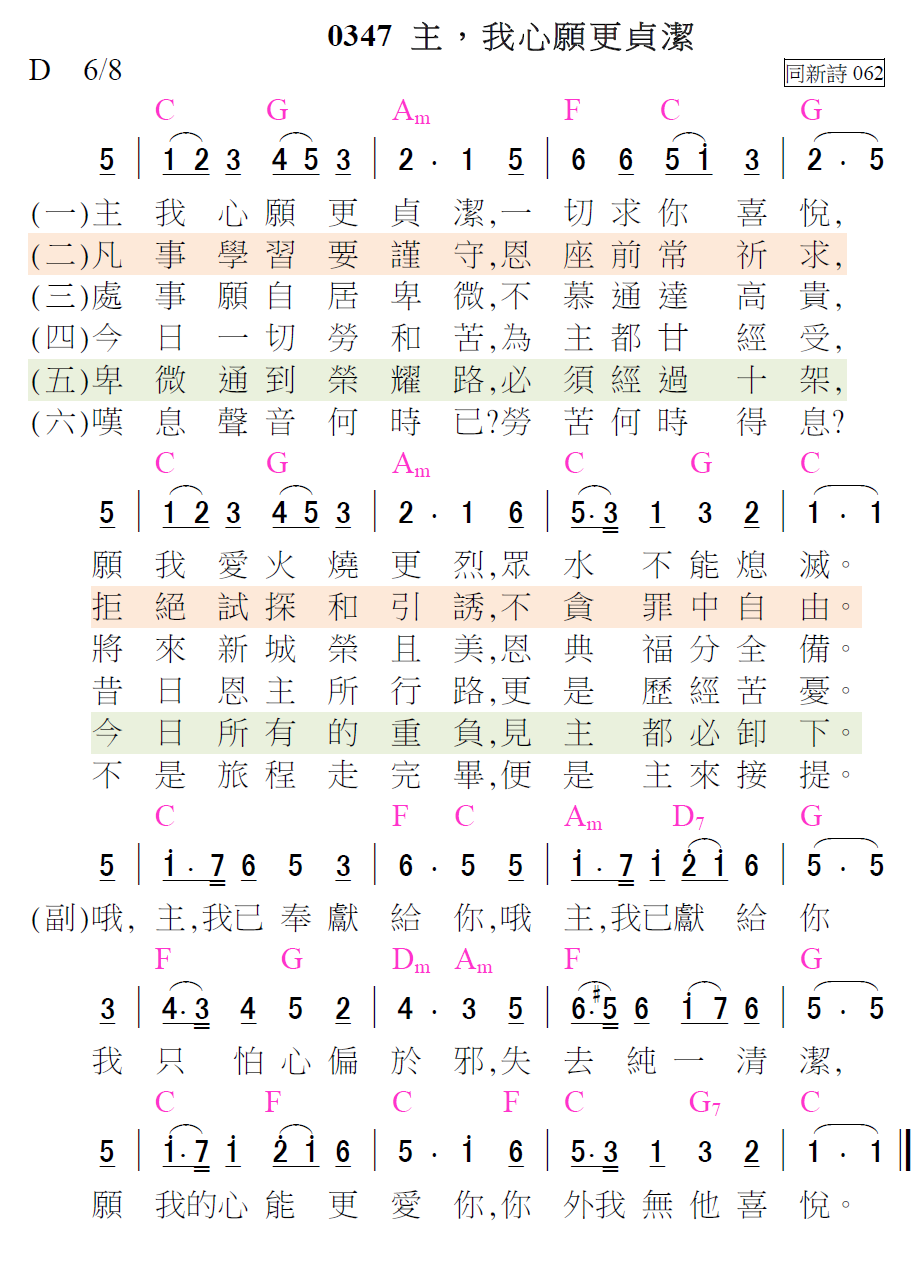 0347 主，我心願更貞潔
D 6/8 同新詩 062
C G Am F C G
5 | 1 2 3 4 5 3 | 2 · 1 5 | 6 6 5 i 3 | 2 · 5
(一)主我心願更貞潔,一切求你喜悅,
(二)凡事學習要謹守,恩座前常祈求,
(三)處事願自居卑微,不慕通達高貴,
(四)今日一切勞和苦,為主都甘經受,
(五)卑微通到榮耀路,必須經過十架,
(六)嘆息聲音何時已?勞苦何時得息?
C G Am C G C
5 | 1 2 3 4 5 3 | 2 · 1 6 | 5· 3 1 3 2 | 1 · 1
願我愛火燒更烈,眾水不能熄滅。
拒絕試探和引誘,不貪罪中自由。
將來新城榮且美,恩典福分全備。
昔日恩主所行路,更是歷經苦憂。
今日所有的重負,見主都必卸下。
不是旅程走完畢,便是主來接提。
C F C Am D7 G
5 | i · 7 6 5 3 | 6 · 5 5 | i · 7 i 2̇ i 6 | 5 · 5
(副)哦, 主,我已奉獻給你,哦主,我已獻給你
F G Dm Am F G
3 | 4· 3 4 5 2 | 4 · 3 5 | 6· #5 6 i 7 6 | 5 · 5
我只怕心偏於邪,失去純一清潔,
C F C F C G7 C
5 | i· 7 i 2̇ i 6 | 5 · i 6 | 5· 3 1 3 2 | 1 · 1 ||
願我的心能更愛你,你外我無他喜悅。